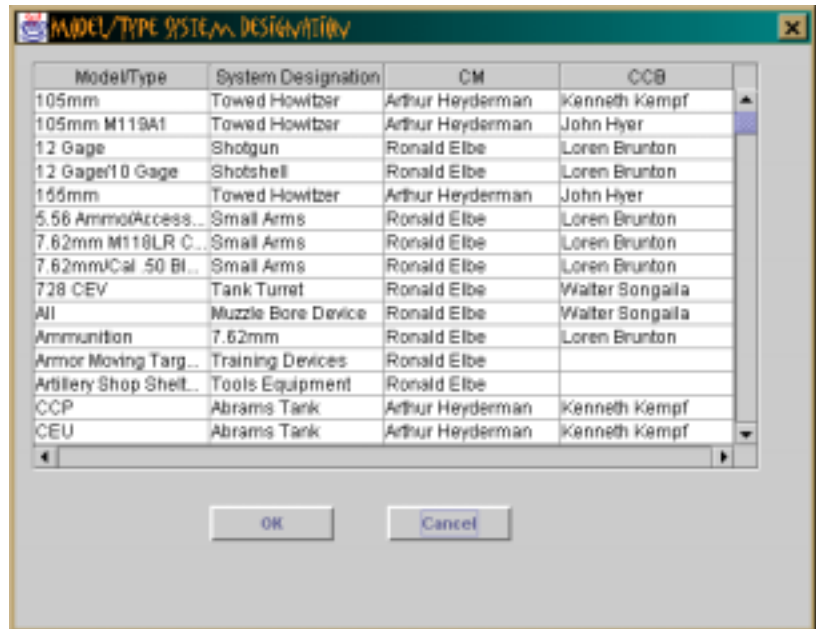 MODEL/TYPE SYSTEM DESIGNATION
Model/Type System Designation CM CCB
105mm Towed Howitzer Arthur Heyderman Kenneth Kempf
105mm M119A1 Towed Howitzer Arthur Heyderman John Hyer
12 Gage Shotgun Ronald Elbe Loren Brunton
12 Gage/10 Gage Shotshell Ronald Elbe Loren Brunton
155mm Towed Howitzer Arthur Heyderman John Hyer
5.56 Ammo/Access... Small Arms Ronald Elbe Loren Brunton
7.62mm M118LR C... Small Arms Ronald Elbe Loren Brunton
7.62mm/Cal .50 Bl... Small Arms Ronald Elbe Loren Brunton
728 CEV Tank Turret Ronald Elbe Walter Songaila
All Muzzle Bore Device Ronald Elbe Walter Songaila
Ammunition 7.62mm Ronald Elbe Loren Brunton
Armor Moving Targ... Training Devices Ronald Elbe
Artillery Shop Shelt... Tools Equipment Ronald Elbe
CCP Abrams Tank Arthur Heyderman Kenneth Kempf
CEU Abrams Tank Arthur Heyderman Kenneth Kempf
OK Cancel